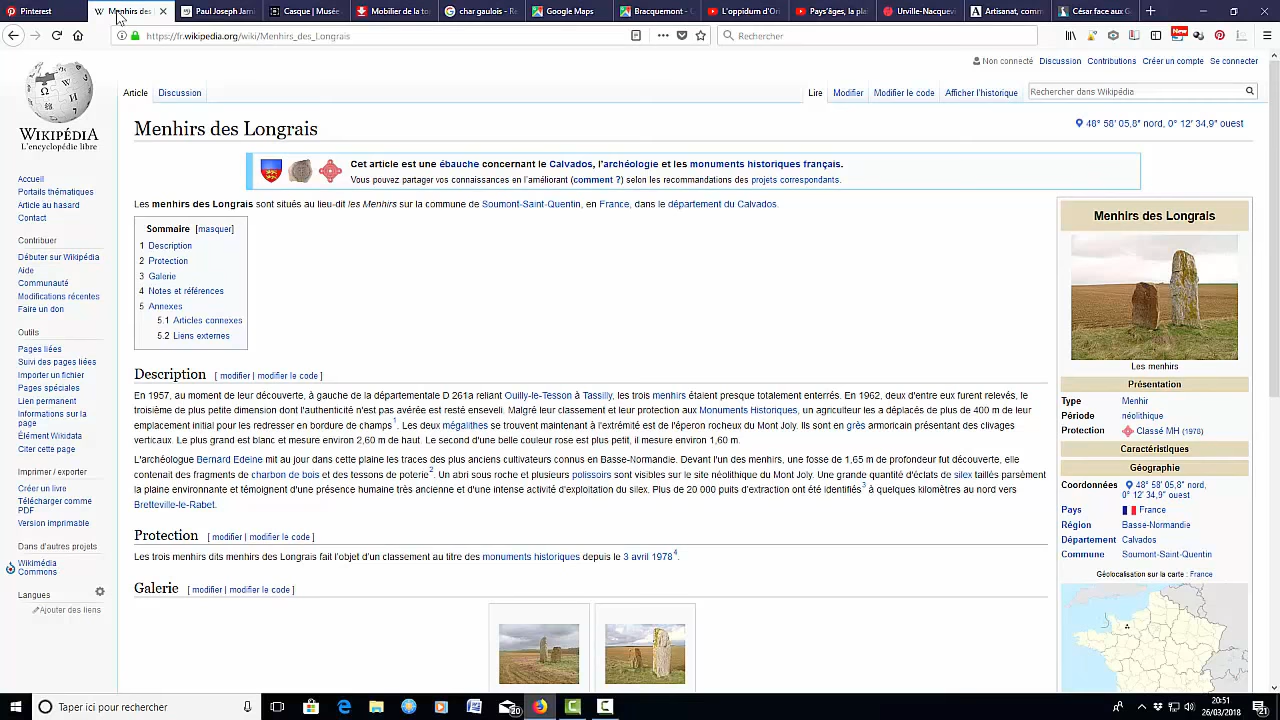 Pinterest
Menhirs des
Paul Joseph Jam
Casque | Musée
Mobilier de la to
char gaulois - Re
Google Maps
Bracquemont -
L'oppidum d'Or
Pays'âges, la pla
Urville-Nacquevi
Artisanat, comm
César face aux G
https://fr.wikipedia.org/wiki/Menhirs_des_Longrais
Rechercher
New
Non connecté Discussion Contributions Créer un compte Se connecter
Article Discussion
Lire Modifier Modifier le code Afficher l'historique
Rechercher dans Wikipédia
WIKIPÉDIA
L'encyclopédie libre
Accueil
Portails thématiques
Article au hasard
Contact
Contribuer
Débuter sur Wikipédia
Aide
Communauté
Modifications récentes
Faire un don
Outils
Pages liées
Suivi des pages liées
Importer un fichier
Pages spéciales
Lien permanent
Informations sur la
page
Élément Wikidata
Citer cette page
Imprimer / exporter
Créer un livre
Télécharger comme
PDF
Version imprimable
Dans d'autres projets
Wikimédia
Commons
Langues
Ajouter des liens
Menhirs des Longrais
48° 58′ 05,8″ nord, 0° 12′ 34,9″ ouest
Cet article est une ébauche concernant le Calvados, l'archéologie et les monuments historiques français.
Vous pouvez partager vos connaissances en l'améliorant (comment ?) selon les recommandations des projets correspondants.
Les menhirs des Longrais sont situés au lieu-dit les Menhirs sur la commune de Soumont-Saint-Quentin, en France, dans le département du Calvados.
Sommaire [masquer]
1 Description
2 Protection
3 Galerie
4 Notes et références
5 Annexes
5.1 Articles connexes
5.2 Liens externes
Description [ modifier | modifier le code ]
En 1957, au moment de leur découverte, à gauche de la départementale D 261a reliant Ouilly-le-Tesson à Tassilly, les trois menhirs étaient presque totalement enterrés. En 1962, deux d'entre eux furent relevés, le
troisième de plus petite dimension dont l'authenticité n'est pas avérée est resté enseveli. Malgré leur classement et leur protection aux Monuments Historiques, un agriculteur les a déplacés de plus de 400 m de leur
emplacement initial pour les redresser en bordure de champs1. Les deux mégalithes se trouvent maintenant à l'extrémité est de l'éperon rocheux du Mont Joly. Ils sont en grès armoricain présentant des clivages
verticaux. Le plus grand est blanc et mesure environ 2,60 m de haut. Le second d'une belle couleur rose est plus petit, il mesure environ 1,60 m.
L'archéologue Bernard Edeine mit au jour dans cette plaine les traces des plus anciens cultivateurs connus en Basse-Normandie. Devant l'un des menhirs, une fosse de 1,65 m de profondeur fut découverte, elle
contenait des fragments de charbon de bois et des tessons de poterie2. Un abri sous roche et plusieurs polissoirs sont visibles sur le site néolithique du Mont Joly. Une grande quantité d'éclats de silex taillés parsèment
la plaine environnante et témoignent d'une présence humaine très ancienne et d'une intense activité d'exploitation du silex. Plus de 20 000 puits d'extraction ont été identifiés3 à quelques kilomètres au nord vers
Bretteville-le-Rabet.
Protection [ modifier | modifier le code ]
Les trois menhirs dits menhirs des Longrais font l'objet d'un classement au titre des monuments historiques depuis le 3 avril 19784.
Galerie [ modifier | modifier le code ]
Menhirs des Longrais
Les menhirs
Présentation
Type Menhir
Période néolithique
Protection Classé MH (1978)
Caractéristiques
Géographie
Coordonnées 48° 58′ 05,8″ nord,
0° 12′ 34,9″ ouest
Pays France
Région Basse-Normandie
Département Calvados
Commune Soumont-Saint-Quentin
Géolocalisation sur la carte : France
Taper ici pour rechercher
20
20:51
26/03/2018
21